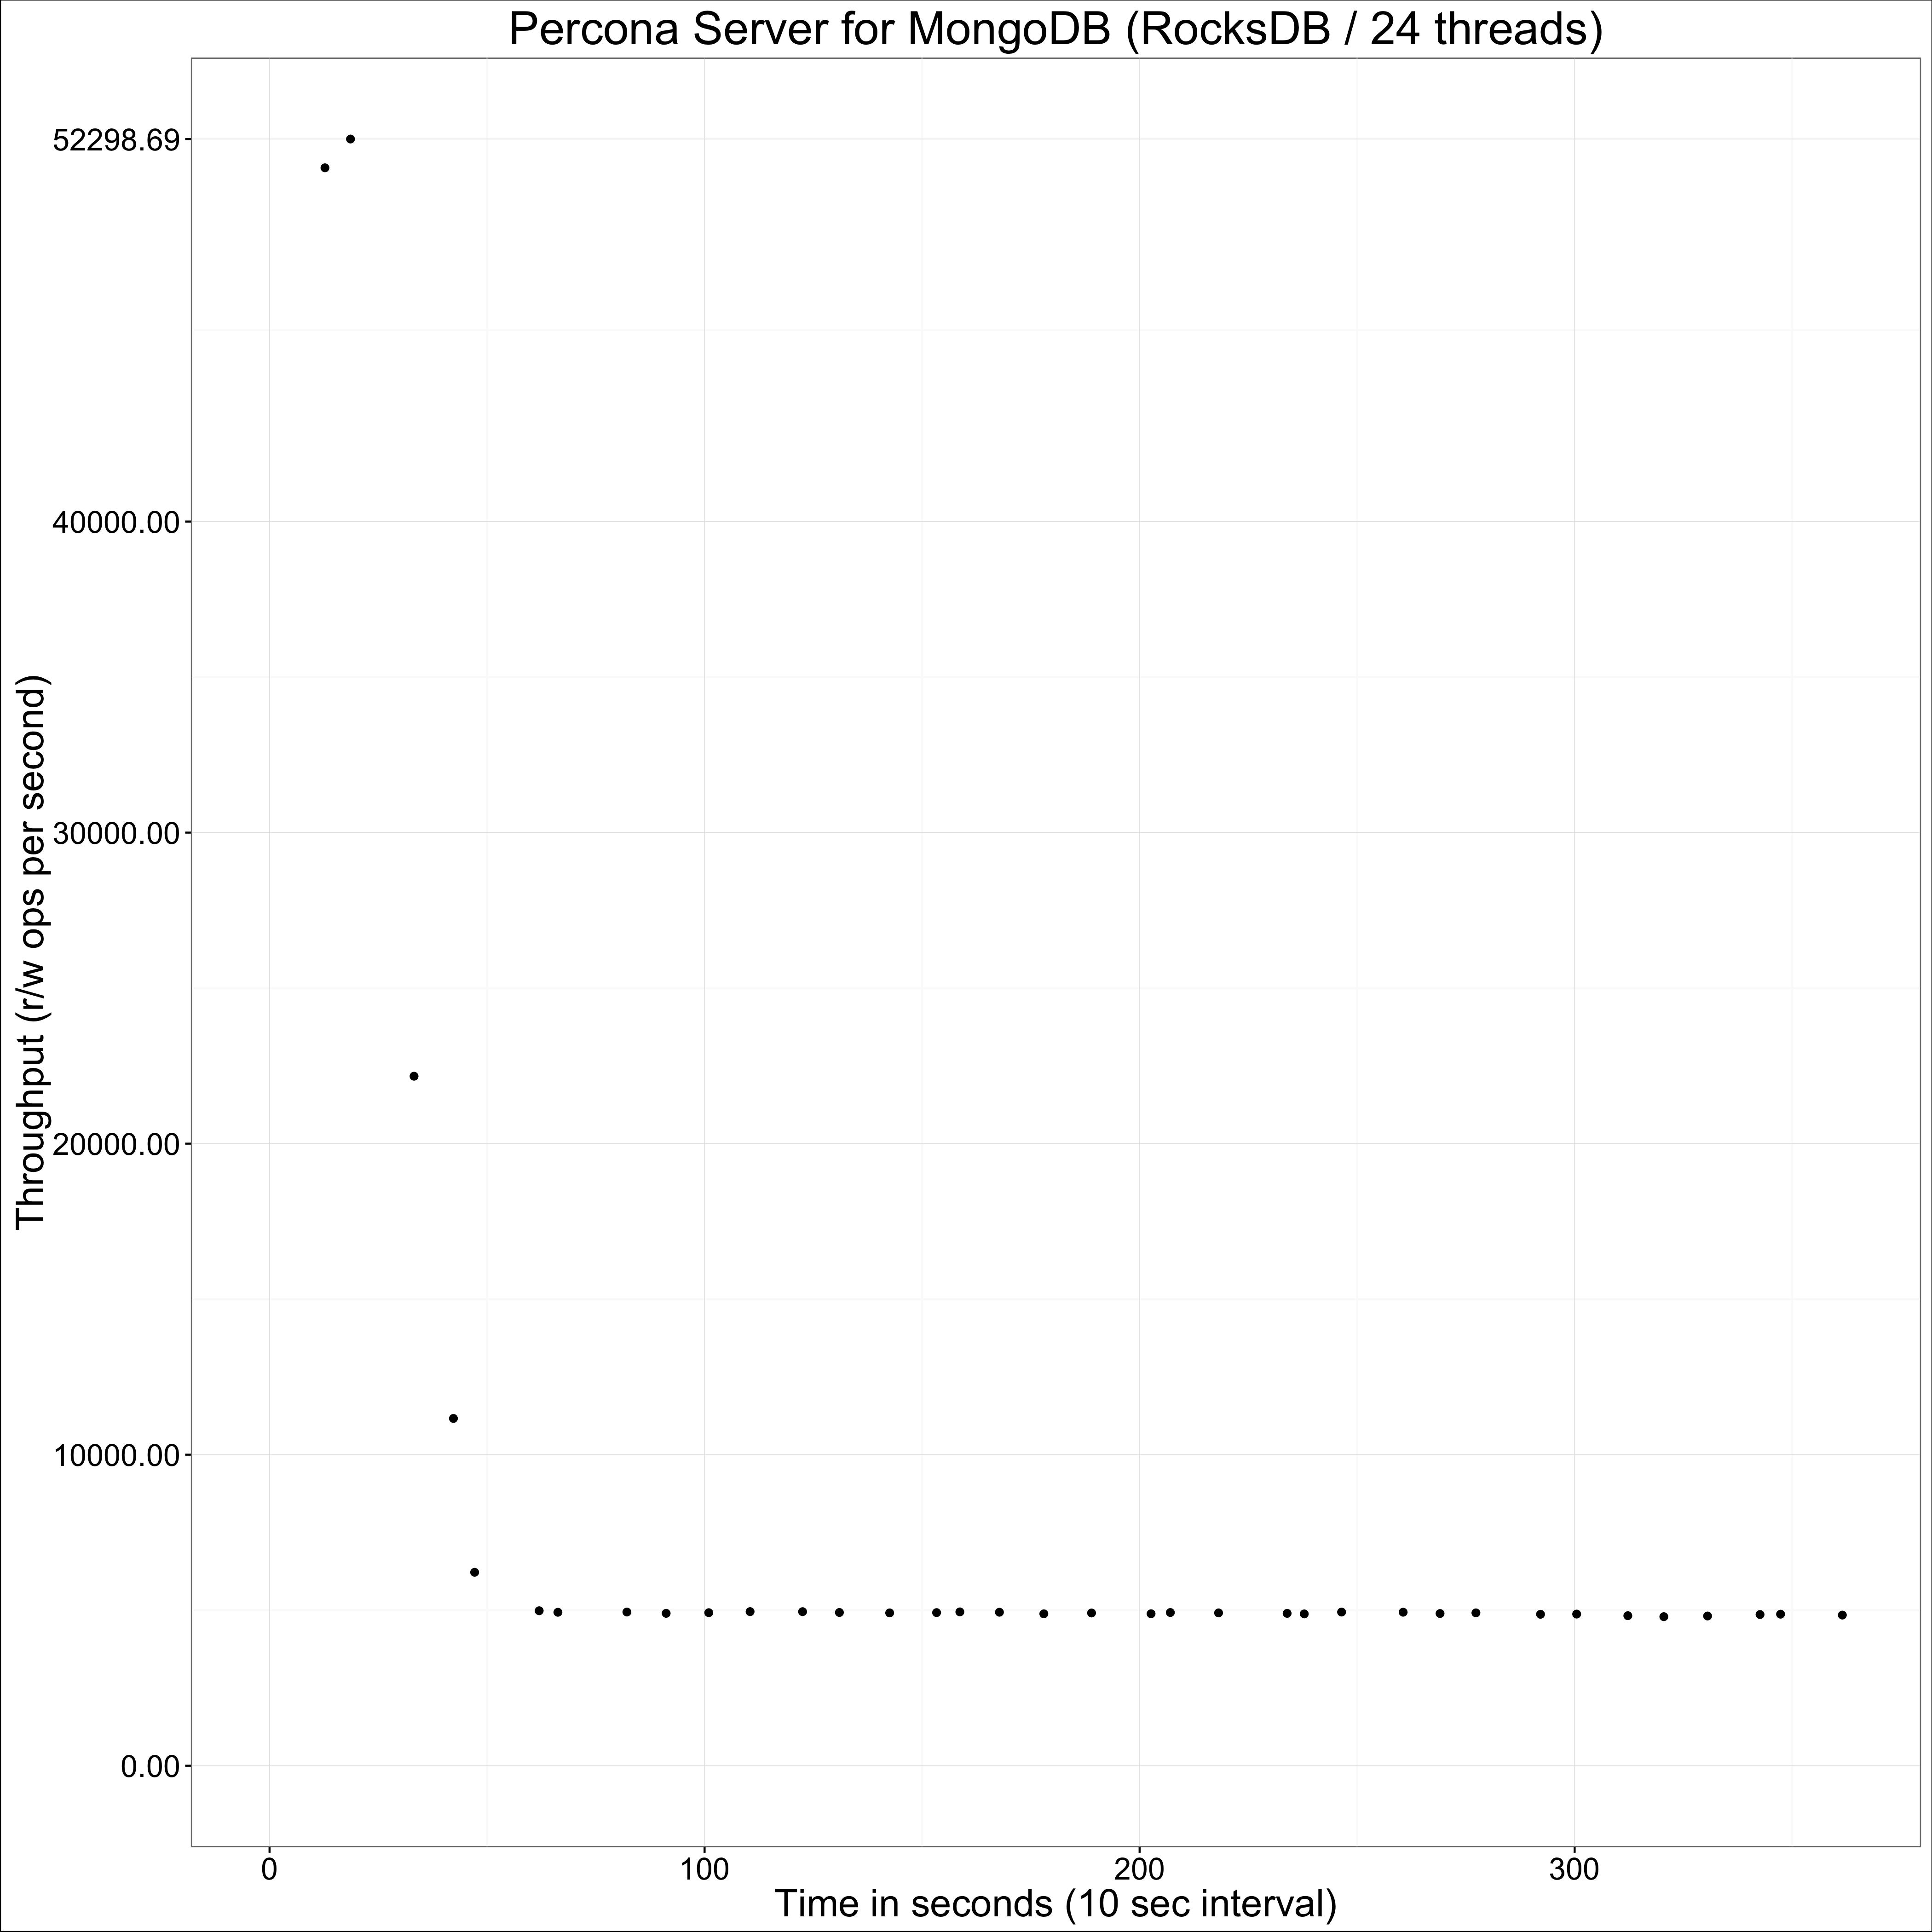 Percona Server for MongoDB (RocksDB / 24 threads)
Throughput (r/w ops per second)
52298.69
40000.00
30000.00
20000.00
10000.00
0.00
0 100 200 300
Time in seconds (10 sec interval)